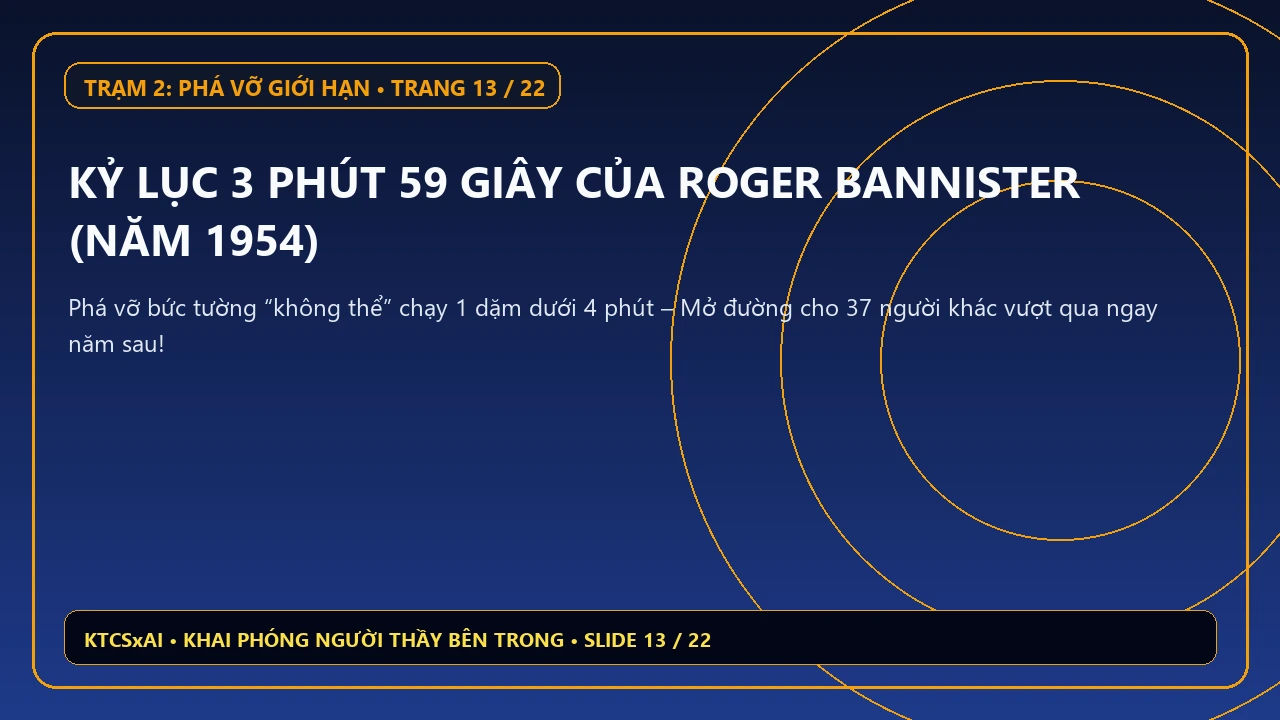 TRẠM 2: PHÁ VỠ GIỚI HẠN • TRANG 13 / 22
KỶ LỤC 3 PHÚT 59 GIÂY CỦA ROGER BANNISTER
(NĂM 1954)
Phá vỡ bức tường “không thể” chạy 1 dặm dưới 4 phút – Mở đường cho 37 người khác vượt qua ngay
năm sau!
KTCSxAI • KHAI PHÓNG NGƯỜI THẦY BÊN TRONG • SLIDE 13 / 22